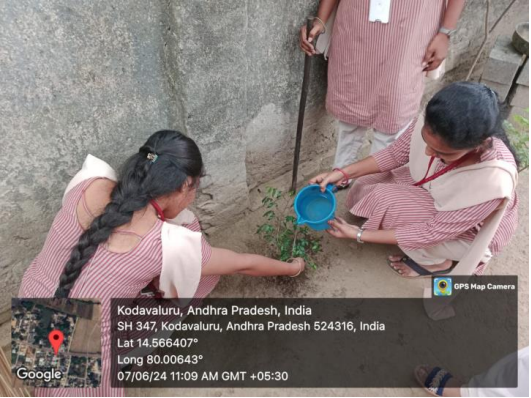 GPS Map Camera
Kodavaluru, Andhra Pradesh, India
SH 347, Kodavaluru, Andhra Pradesh 524316, India
Lat 14.566407°
Long 80.00643°
07/06/24 11:09 AM GMT +05:30
Google